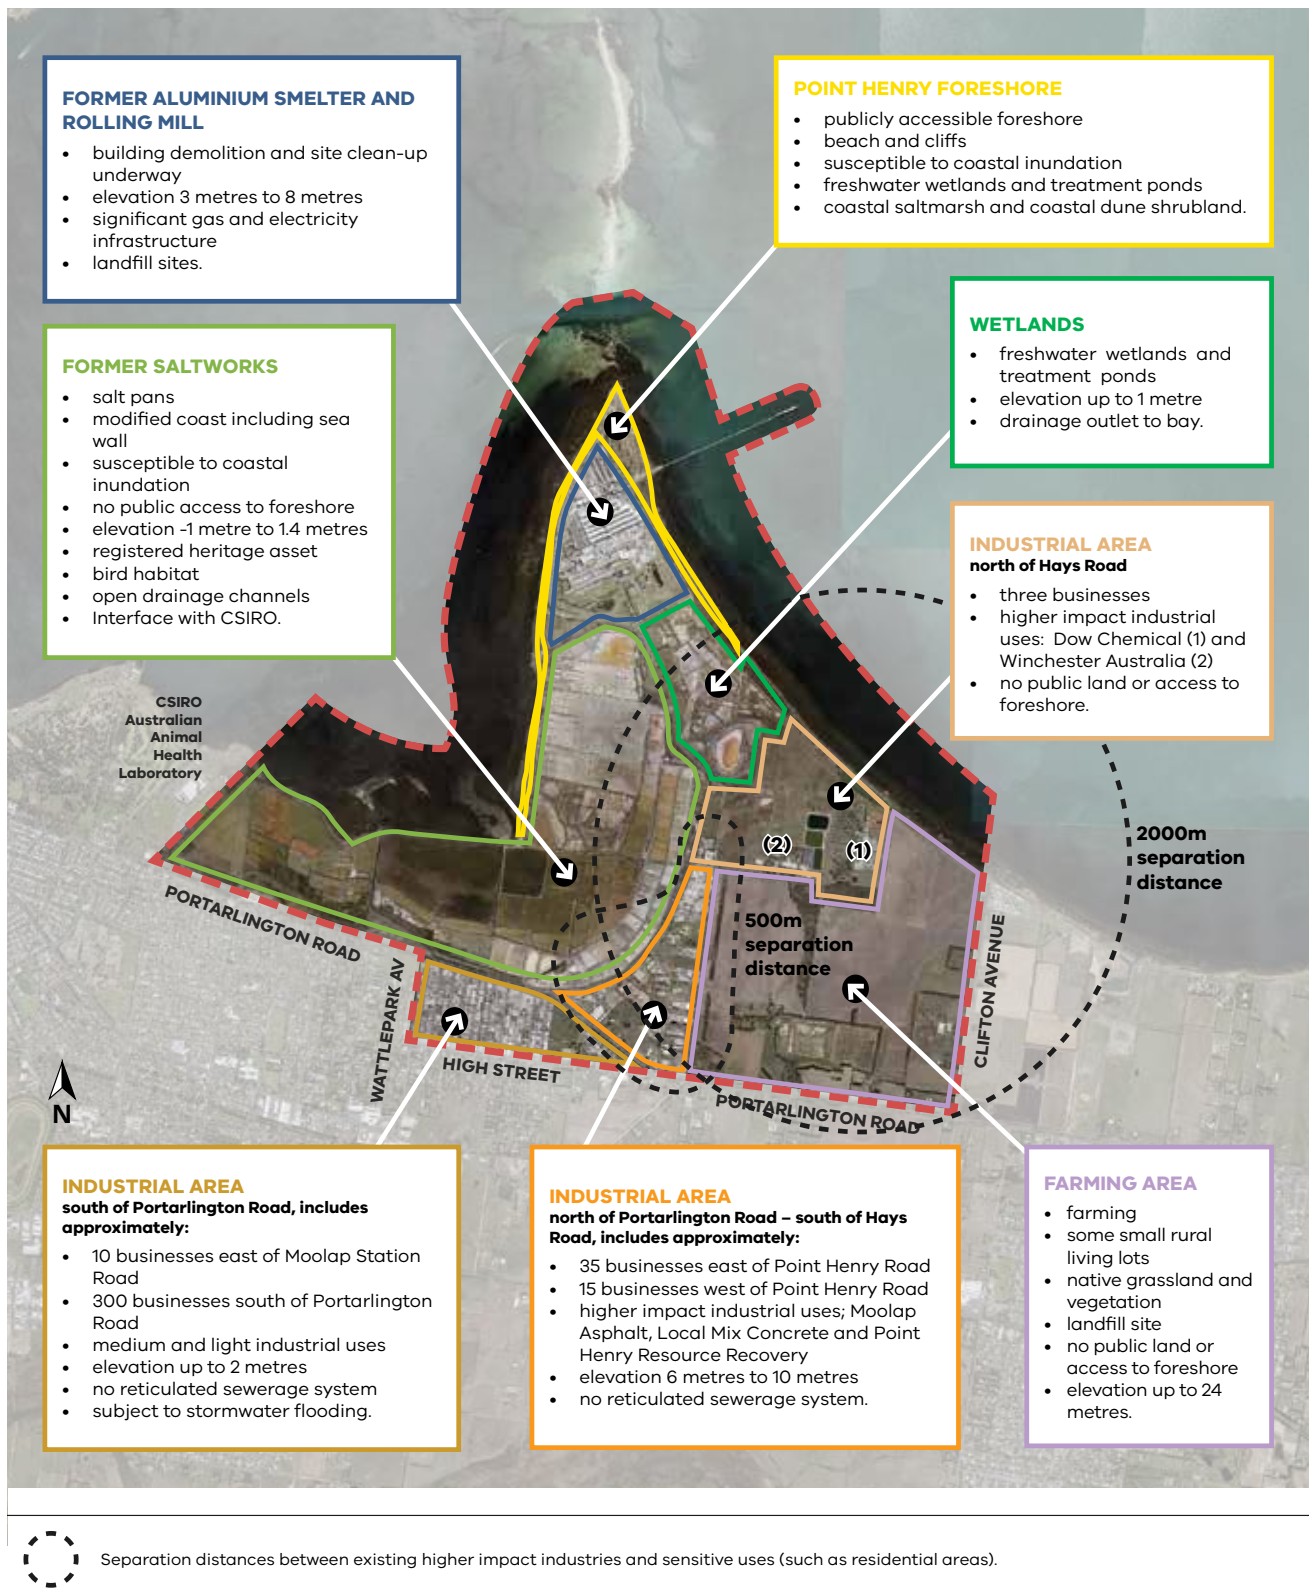 FORMER ALUMINIUM SMELTER AND
ROLLING MILL
• building demolition and site clean-up
underway
• elevation 3 metres to 8 metres
• significant gas and electricity
infrastructure
• landfill sites.
POINT HENRY FORESHORE
• publicly accessible foreshore
• beach and cliffs
• susceptible to coastal inundation
• freshwater wetlands and treatment ponds
• coastal saltmarsh and coastal dune shrubland.
FORMER SALTWORKS
• salt pans
• modified coast including sea
wall
• susceptible to coastal
inundation
• no public access to foreshore
• elevation -1 metre to 1.4 metres
• registered heritage asset
• bird habitat
• open drainage channels
• Interface with CSIRO.
WETLANDS
• freshwater wetlands and
treatment ponds
• elevation up to 1 metre
• drainage outlet to bay.
INDUSTRIAL AREA
north of Hays Road
• three businesses
• higher impact industrial
uses: Dow Chemical (1) and
Winchester Australia (2)
• no public land or access to
foreshore.
CSIRO
Australian
Animal
Health
Laboratory
(2)
(1)
2000m
separation
distance
500m
separation
distance
PORTARLINGTON ROAD
WATTLEPARK AV
HIGH STREET
CLIFTON AVENUE
PORTARLINGTON ROAD
N
INDUSTRIAL AREA
south of Portarlington Road, includes
approximately:
• 10 businesses east of Moolap Station
Road
• 300 businesses south of Portarlington
Road
• medium and light industrial uses
• elevation up to 2 metres
• no reticulated sewerage system
• subject to stormwater flooding.
INDUSTRIAL AREA
north of Portarlington Road – south of Hays
Road, includes approximately:
• 35 businesses east of Point Henry Road
• 15 businesses west of Point Henry Road
• higher impact industrial uses; Moolap
Asphalt, Local Mix Concrete and Point
Henry Resource Recovery
• elevation 6 metres to 10 metres
• no reticulated sewerage system.
FARMING AREA
• farming
• some small rural
living lots
• native grassland and
vegetation
• landfill site
• no public land or
access to foreshore
• elevation up to 24
metres.
Separation distances between existing higher impact industries and sensitive uses (such as residential areas).